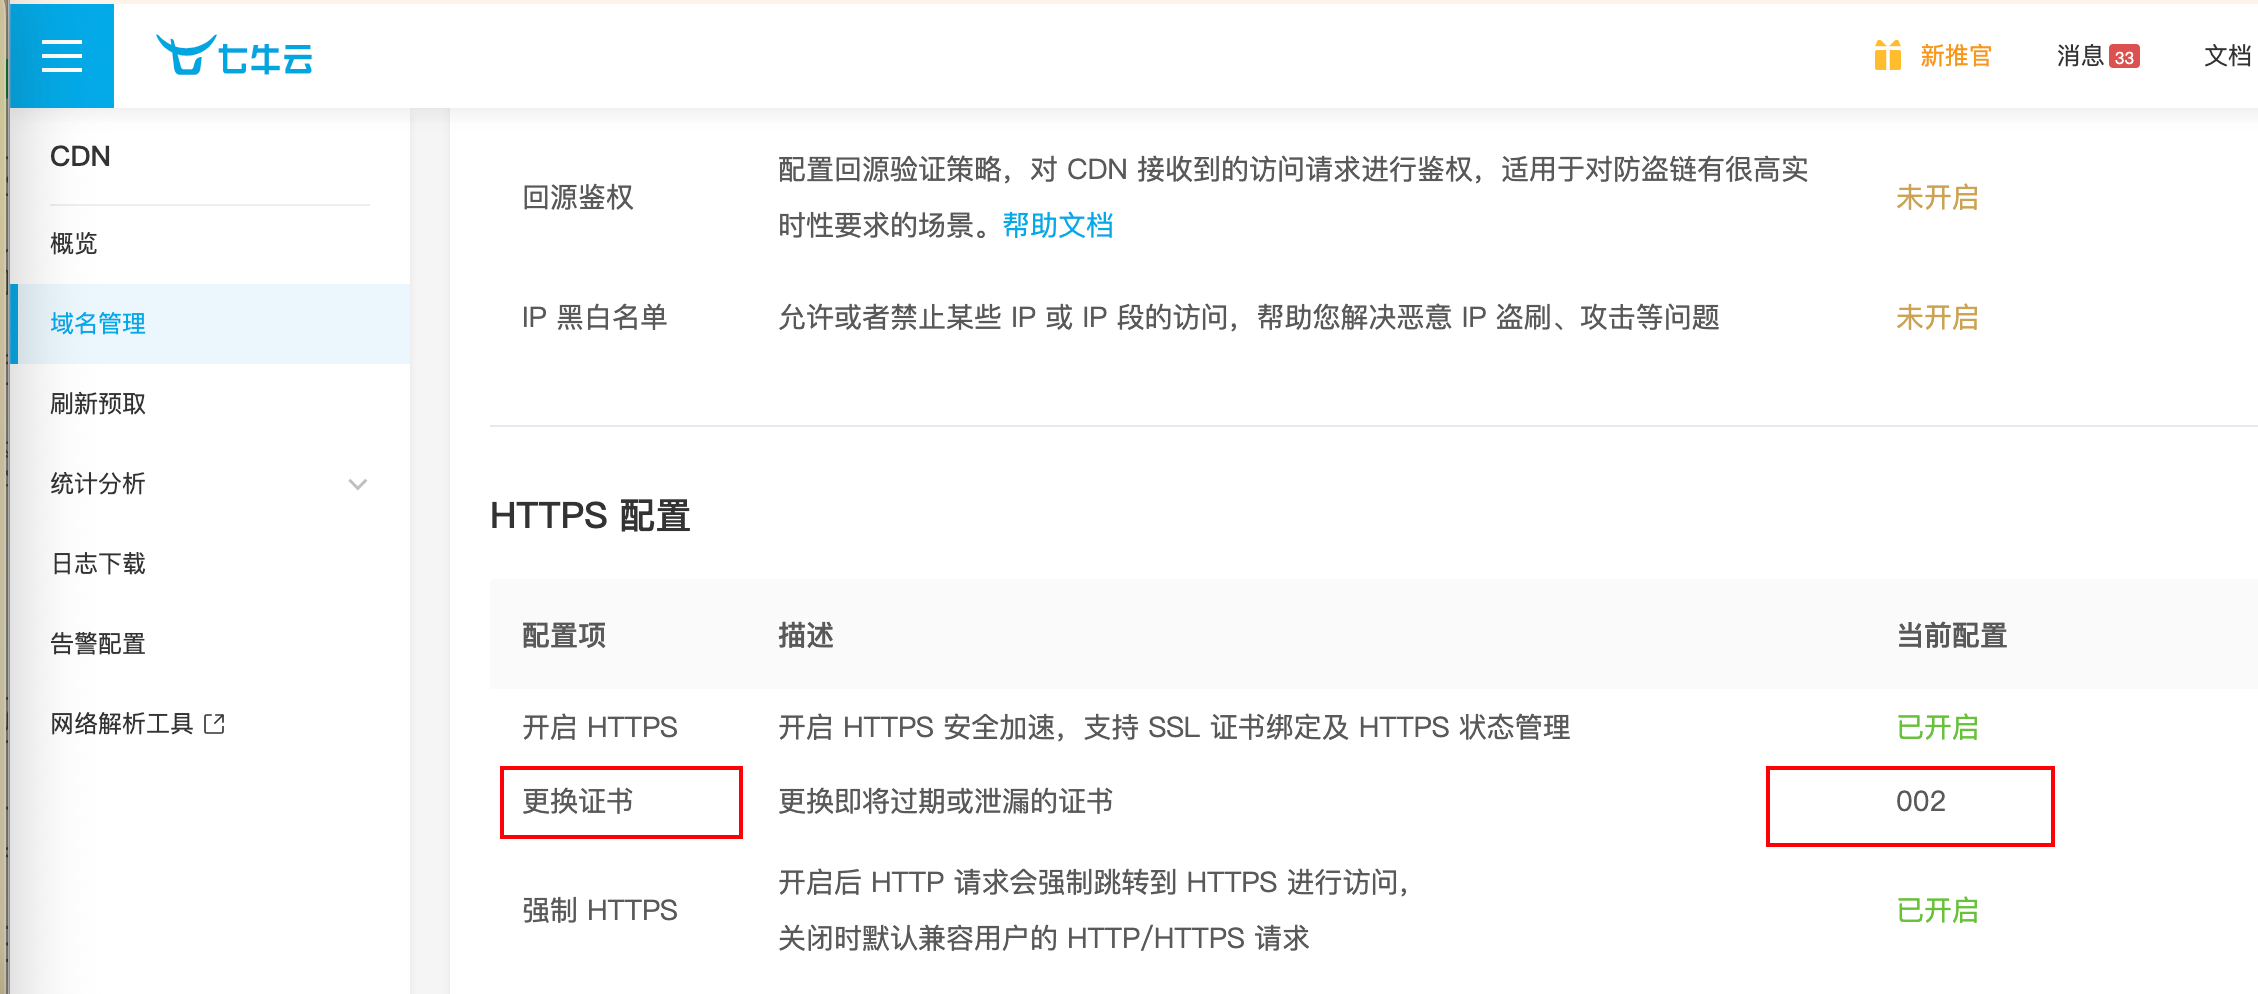 七牛云
新推官
消息 33
文档
CDN
概览
域名管理
刷新预取
统计分析
日志下载
告警配置
网络解析工具
回源鉴权
配置回源验证策略，对 CDN 接收到的访问请求进行鉴权，适用于对防盗链有很高实
时性要求的场景。帮助文档
未开启
IP 黑白名单
允许或者禁止某些 IP 或 IP 段的访问，帮助您解决恶意 IP 盗刷、攻击等问题
未开启
HTTPS 配置
配置项
描述
当前配置
开启 HTTPS
开启 HTTPS 安全加速，支持 SSL 证书绑定及 HTTPS 状态管理
已开启
更换证书
更换即将过期或泄漏的证书
002
强制 HTTPS
开启后 HTTP 请求会强制跳转到 HTTPS 进行访问，
关闭时默认兼容用户的 HTTP/HTTPS 请求
已开启